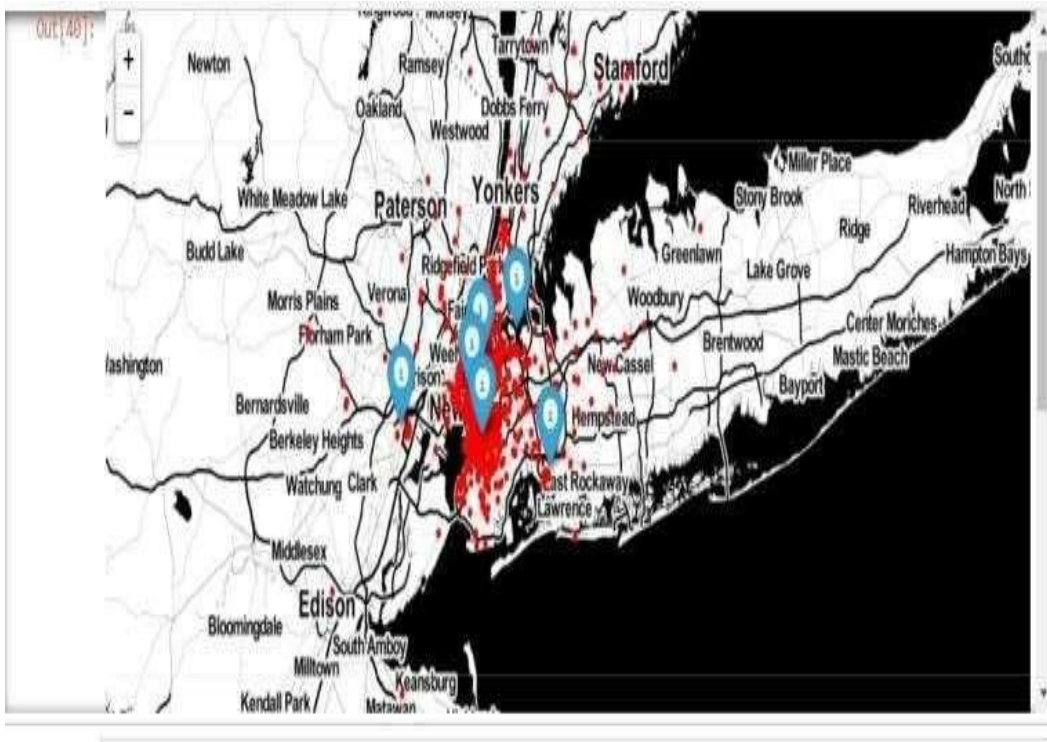 Out[40]:
+
−
Newton
Ramsey
Tarrytown
Stamford
Oakland
Dobbs Ferry
Westwood
Miller Place
White Meadow Lake
Paterson
Yonkers
Stony Brook
Riverhead
North
Budd Lake
Ridgefield
Greenlawn
Ridge
Hampton Bays
Lake Grove
Morris Plains
Verona
Woodbury
Florham Park
Center Moriches
Brentwood
New Cassel
Mastic Beach
Bayport
Bernardsville
Hempstead
Berkeley Heights
Watchung
Clark
East Rockaway
Lawrence
Middlesex
Edison
Bloomingdale
South Amboy
Milltown
Keansburg
Kendall Park
Matawan